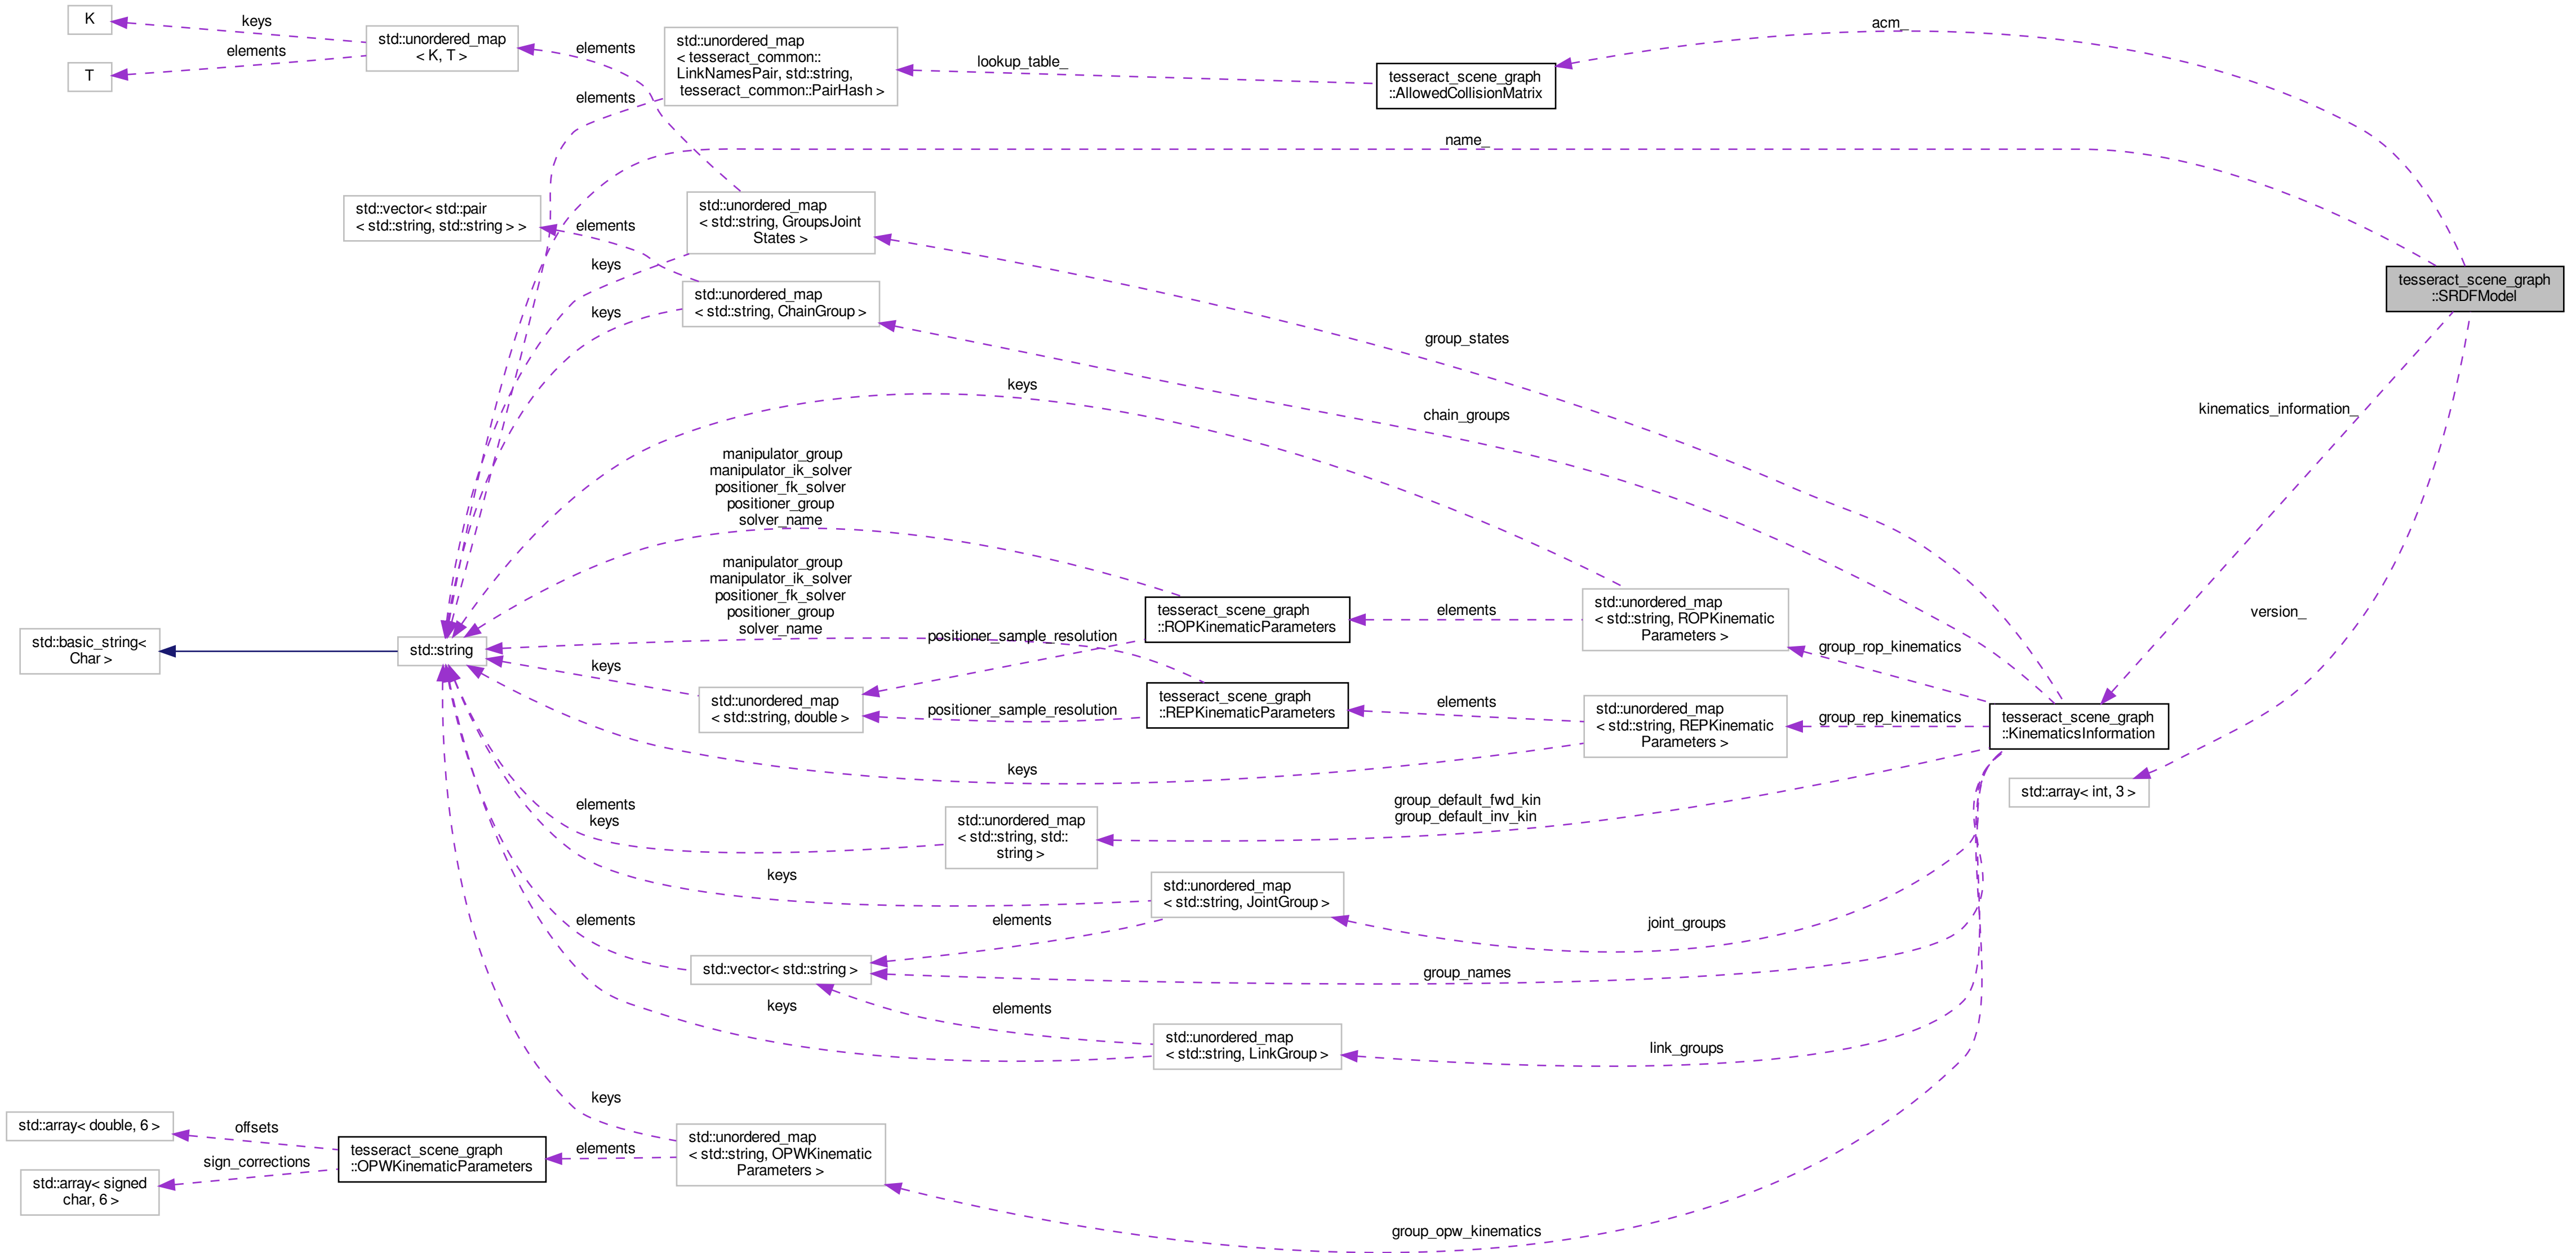 K
T
keys
elements
std::unordered_map
< K, T >
elements
elements
std::unordered_map
< tesseract_common::
LinkNamesPair, std::string,
tesseract_common::PairHash >
lookup_table_
tesseract_scene_graph
::AllowedCollisionMatrix
acm_
name_
std::vector< std::pair
< std::string, std::string > >
elements
keys
keys
std::unordered_map
< std::string, GroupsJoint
States >
std::unordered_map
< std::string, ChainGroup >
group_states
chain_groups
tesseract_scene_graph
::SRDFModel
kinematics_information_
version_
keys
manipulator_group
manipulator_ik_solver
positioner_fk_solver
positioner_group
solver_name
manipulator_group
manipulator_ik_solver
positioner_fk_solver
positioner_group
solver_name
std::basic_string<
Char >
std::string
keys
positioner_sample_resolution
positioner_sample_resolution
std::unordered_map
< std::string, double >
tesseract_scene_graph
::ROPKinematicParameters
tesseract_scene_graph
::REPKinematicParameters
elements
elements
std::unordered_map
< std::string, ROPKinematic
Parameters >
std::unordered_map
< std::string, REPKinematic
Parameters >
group_rop_kinematics
group_rep_kinematics
tesseract_scene_graph
::KinematicsInformation
std::array< int, 3 >
keys
elements
keys
std::unordered_map
< std::string, std::
string >
group_default_fwd_kin
group_default_inv_kin
keys
std::unordered_map
< std::string, JointGroup >
joint_groups
elements
elements
std::vector< std::string >
group_names
keys
elements
std::unordered_map
< std::string, LinkGroup >
link_groups
keys
std::array< double, 6 >
std::array< signed
char, 6 >
offsets
sign_corrections
tesseract_scene_graph
::OPWKinematicParameters
elements
std::unordered_map
< std::string, OPWKinematic
Parameters >
group_opw_kinematics